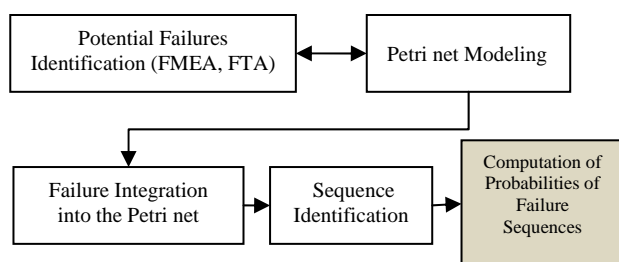 Potential Failures
Identification (FMEA, FTA)
Petri net Modeling
Failure Integration
into the Petri net
Sequence
Identification
Computation of
Probabilities of
Failure
Sequences